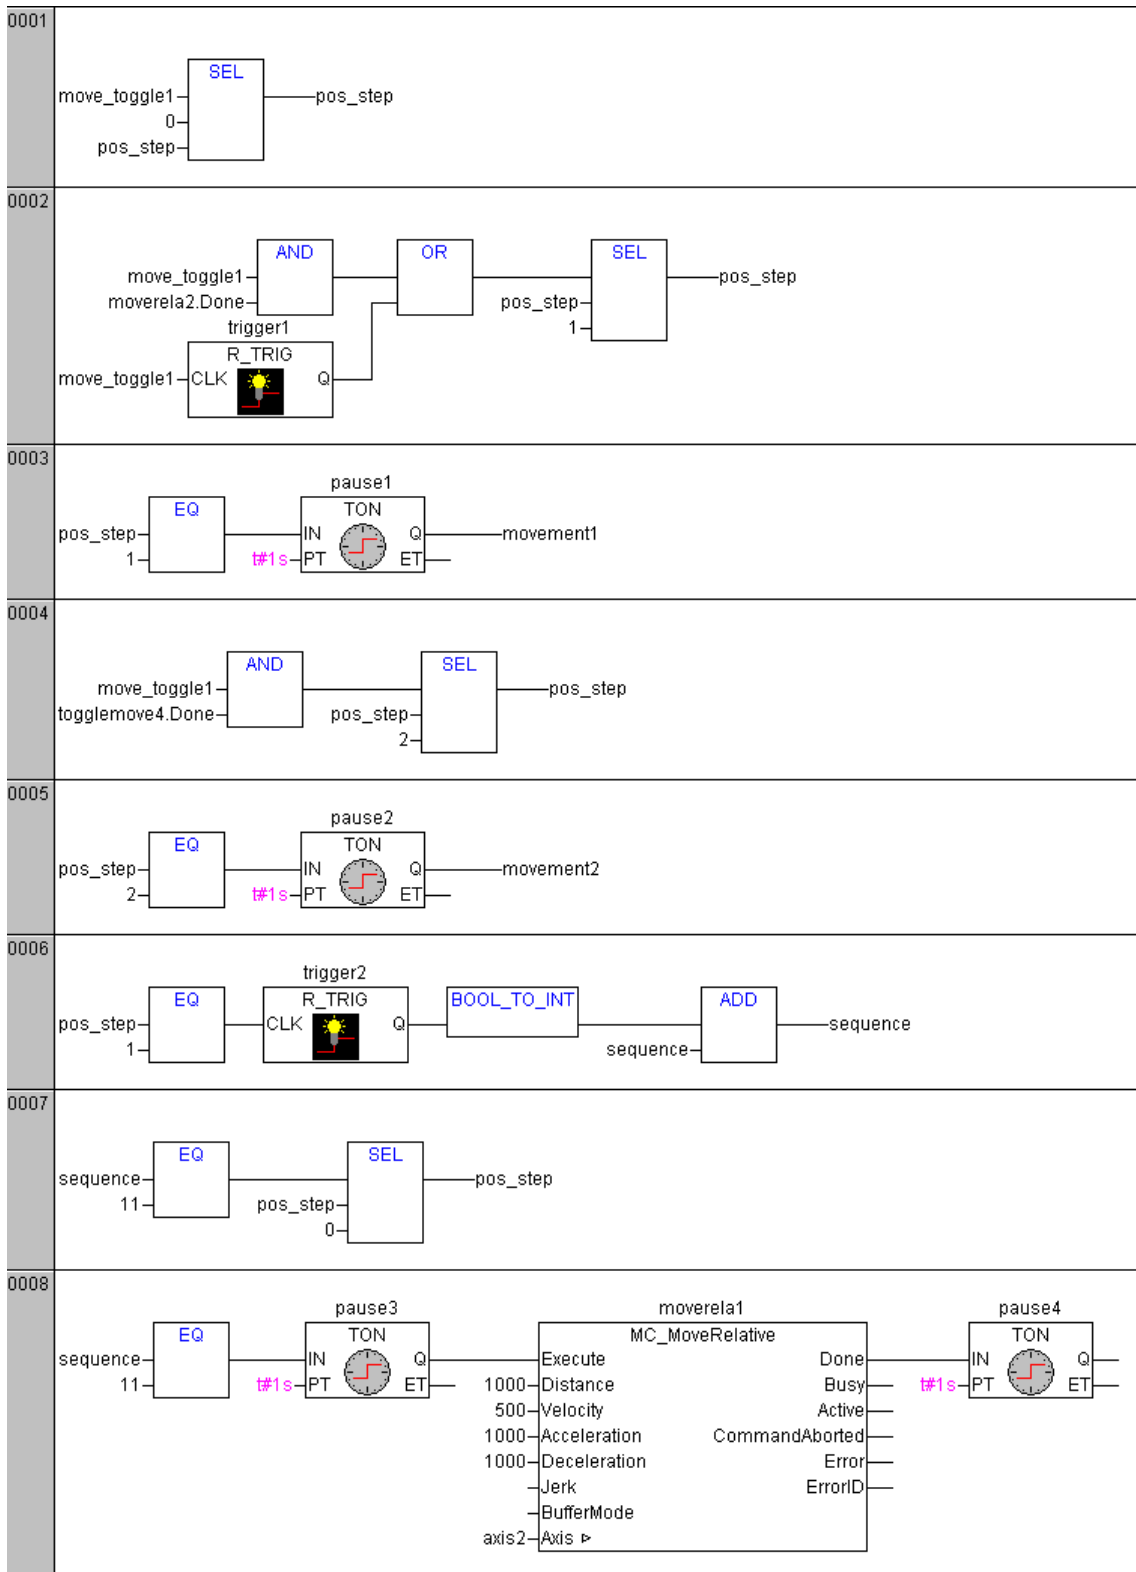 0001
SEL
move_toggle1 pos_step
0
pos_step
0002
AND OR SEL
move_toggle1 pos_step
moverela2.Done pos_step
trigger1 1
R_TRIG
move_toggle1 CLK Q
0003
pause1
EQ TON
pos_step IN Q movement1
1 t#1s PT ET
0004
AND SEL
move_toggle1 pos_step
togglemove4.Done pos_step
2
0005
pause2
EQ TON
pos_step IN Q movement2
2 t#1s PT ET
0006
trigger2
EQ R_TRIG BOOL_TO_INT ADD
pos_step CLK Q sequence
1 sequence
0007
EQ SEL
sequence pos_step
11 pos_step
0
0008
pause3 moverela1 pause4
EQ TON MC_MoveRelative TON
sequence IN Q Execute Done IN Q
11 t#1s PT ET 1000 Distance Busy t#1s PT ET
500 Velocity Active
1000 Acceleration CommandAborted
1000 Deceleration Error
Jerk ErrorID
BufferMode
axis2 Axis